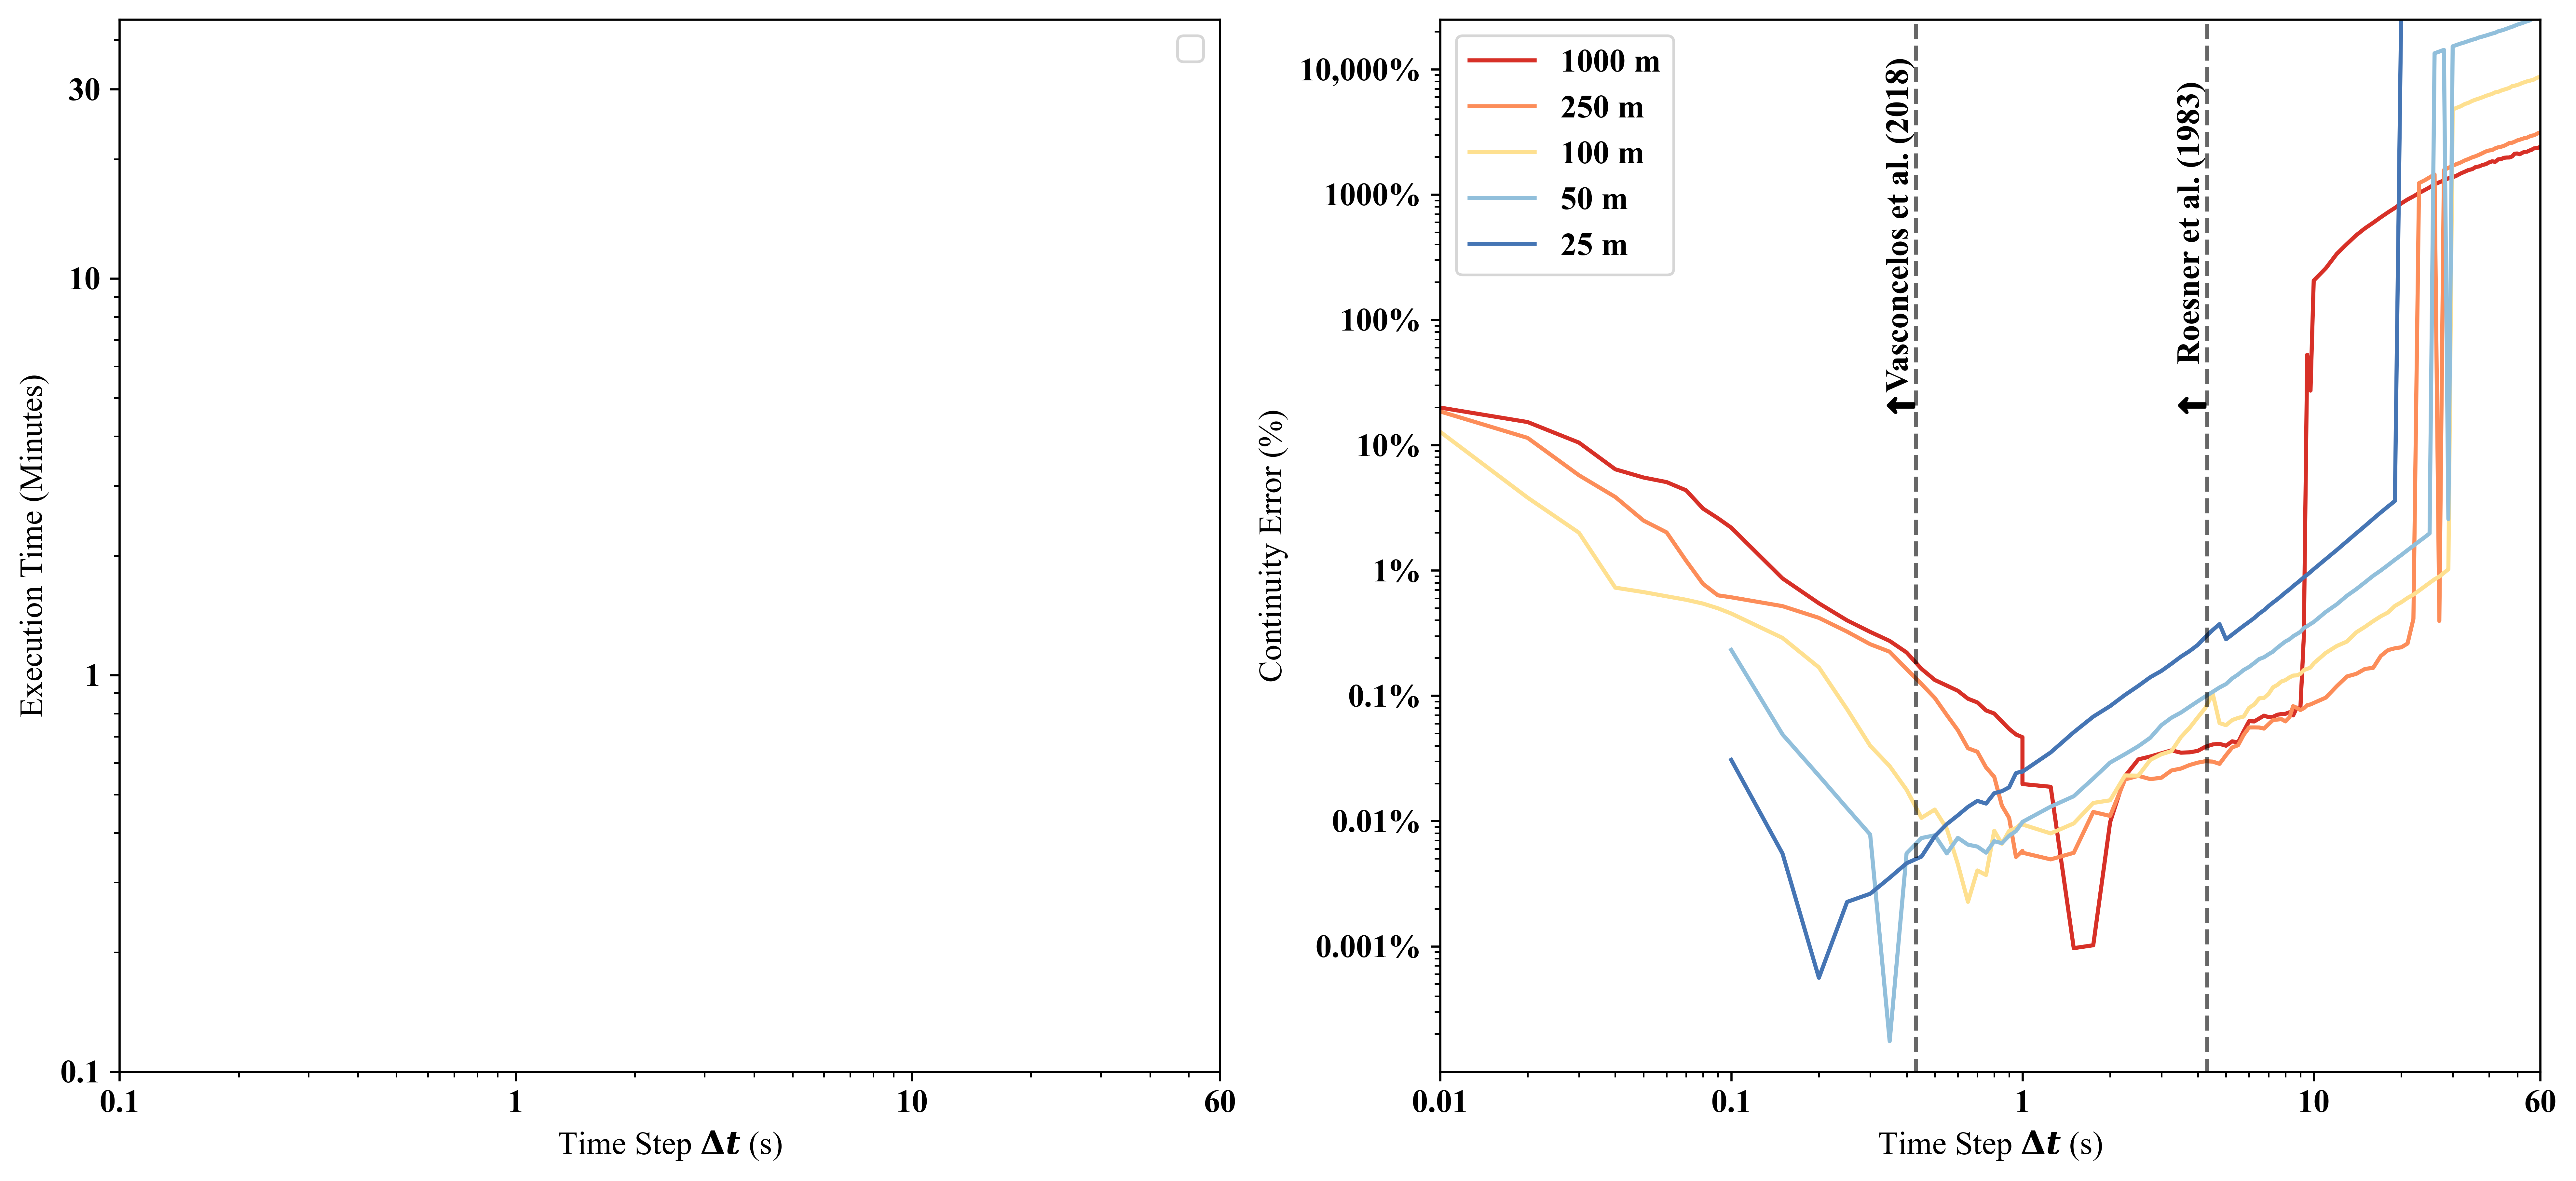 30
10
1
0.1
Execution Time (Minutes)
0.1
1
10
60
Time Step Δt (s)
10,000%
1000%
100%
10%
1%
0.1%
0.01%
0.001%
Continuity Error (%)
1000 m
250 m
100 m
50 m
25 m
Vasconcelos et al. (2018)
Roesner et al. (1983)
0.01
0.1
1
10
60
Time Step Δt (s)